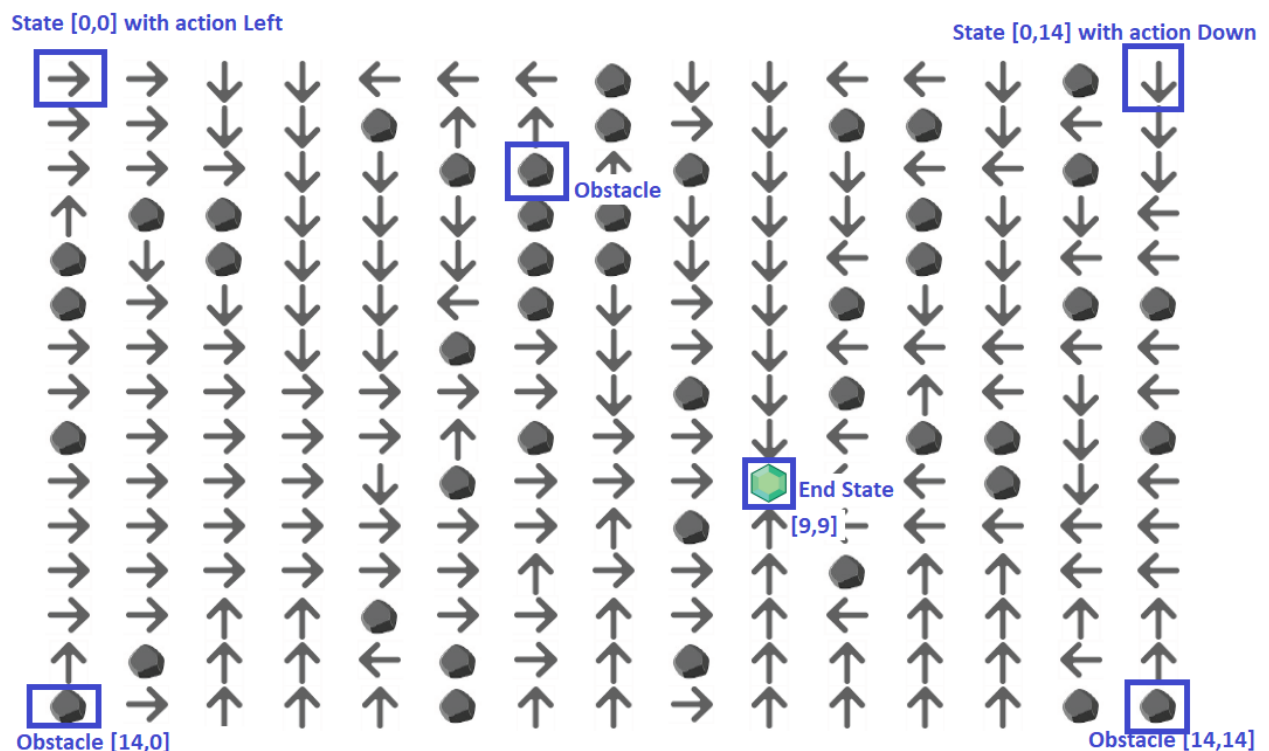 State [0,0] with action Left
State [0,14] with action Down
Obstacle
End State
[9,9]
Obstacle [14,0]
Obstacle [14,14]